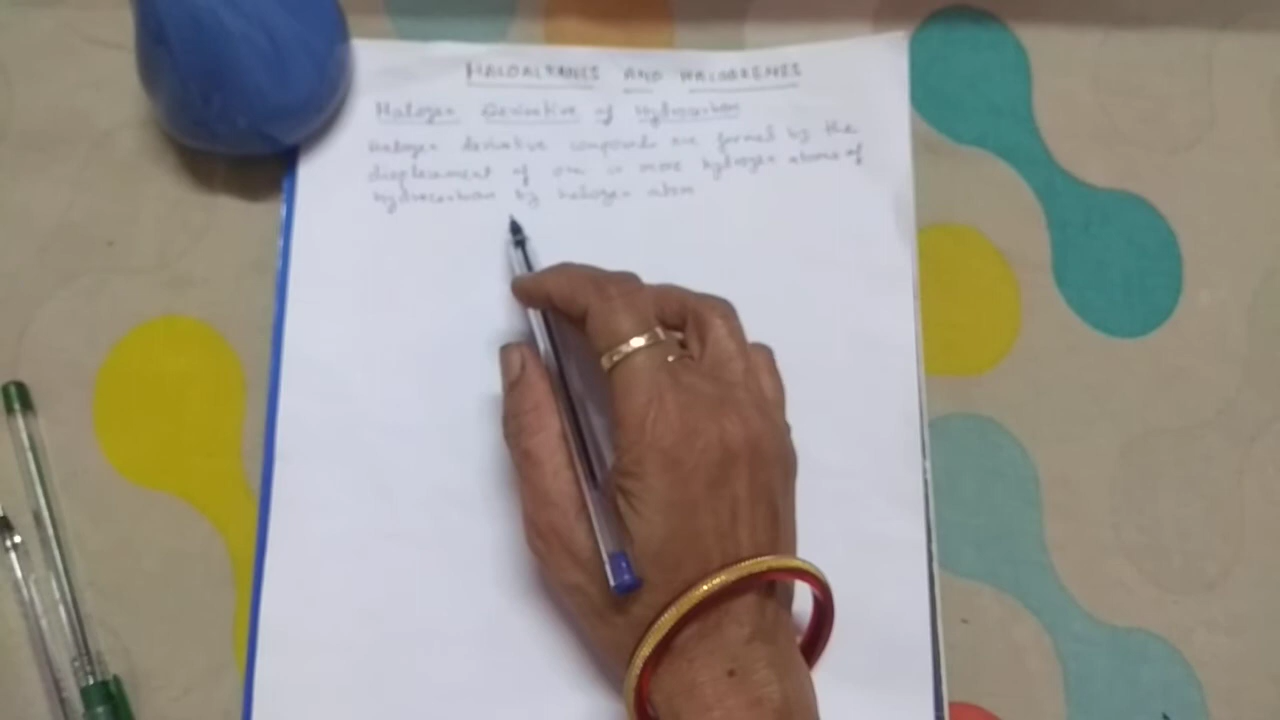 HALOALKANES AND HALOARENES
Halogen Derivative of Hydrocarbon
Halogen derivative compounds are formed by the
displacement of one or more hydrogen atoms of
hydrocarbon by halogen atom